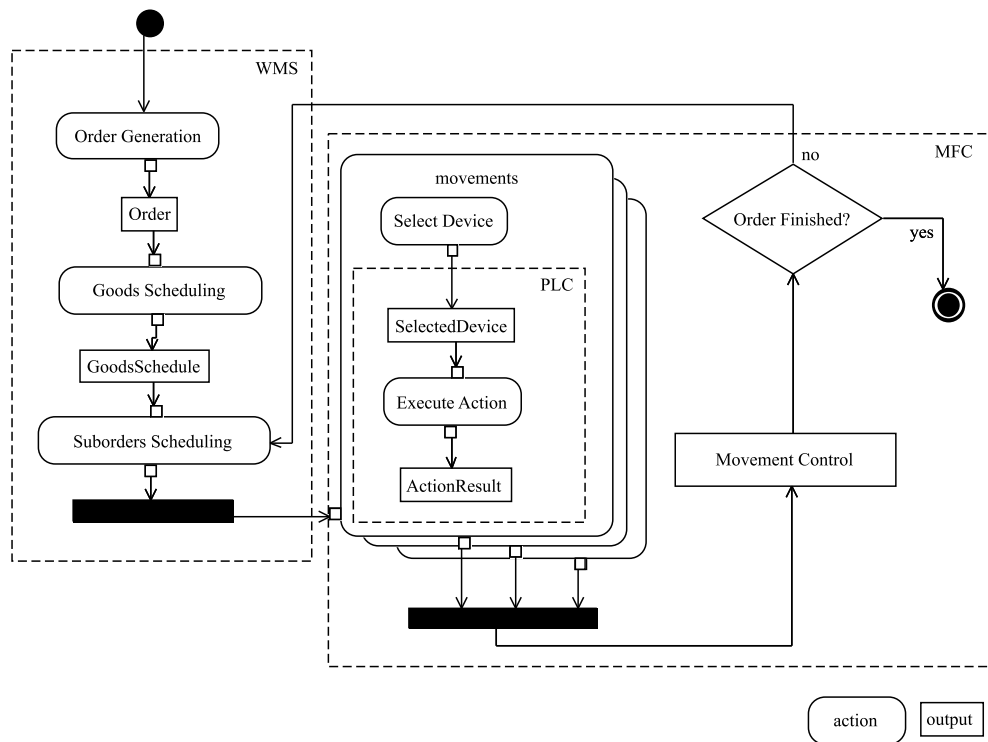 WMS
Order Generation
Order
Goods Scheduling
GoodsSchedule
Suborders Scheduling
MFC
movements
Select Device
PLC
SelectedDevice
Execute Action
ActionResult
no
Order Finished?
yes
Movement Control
action
output